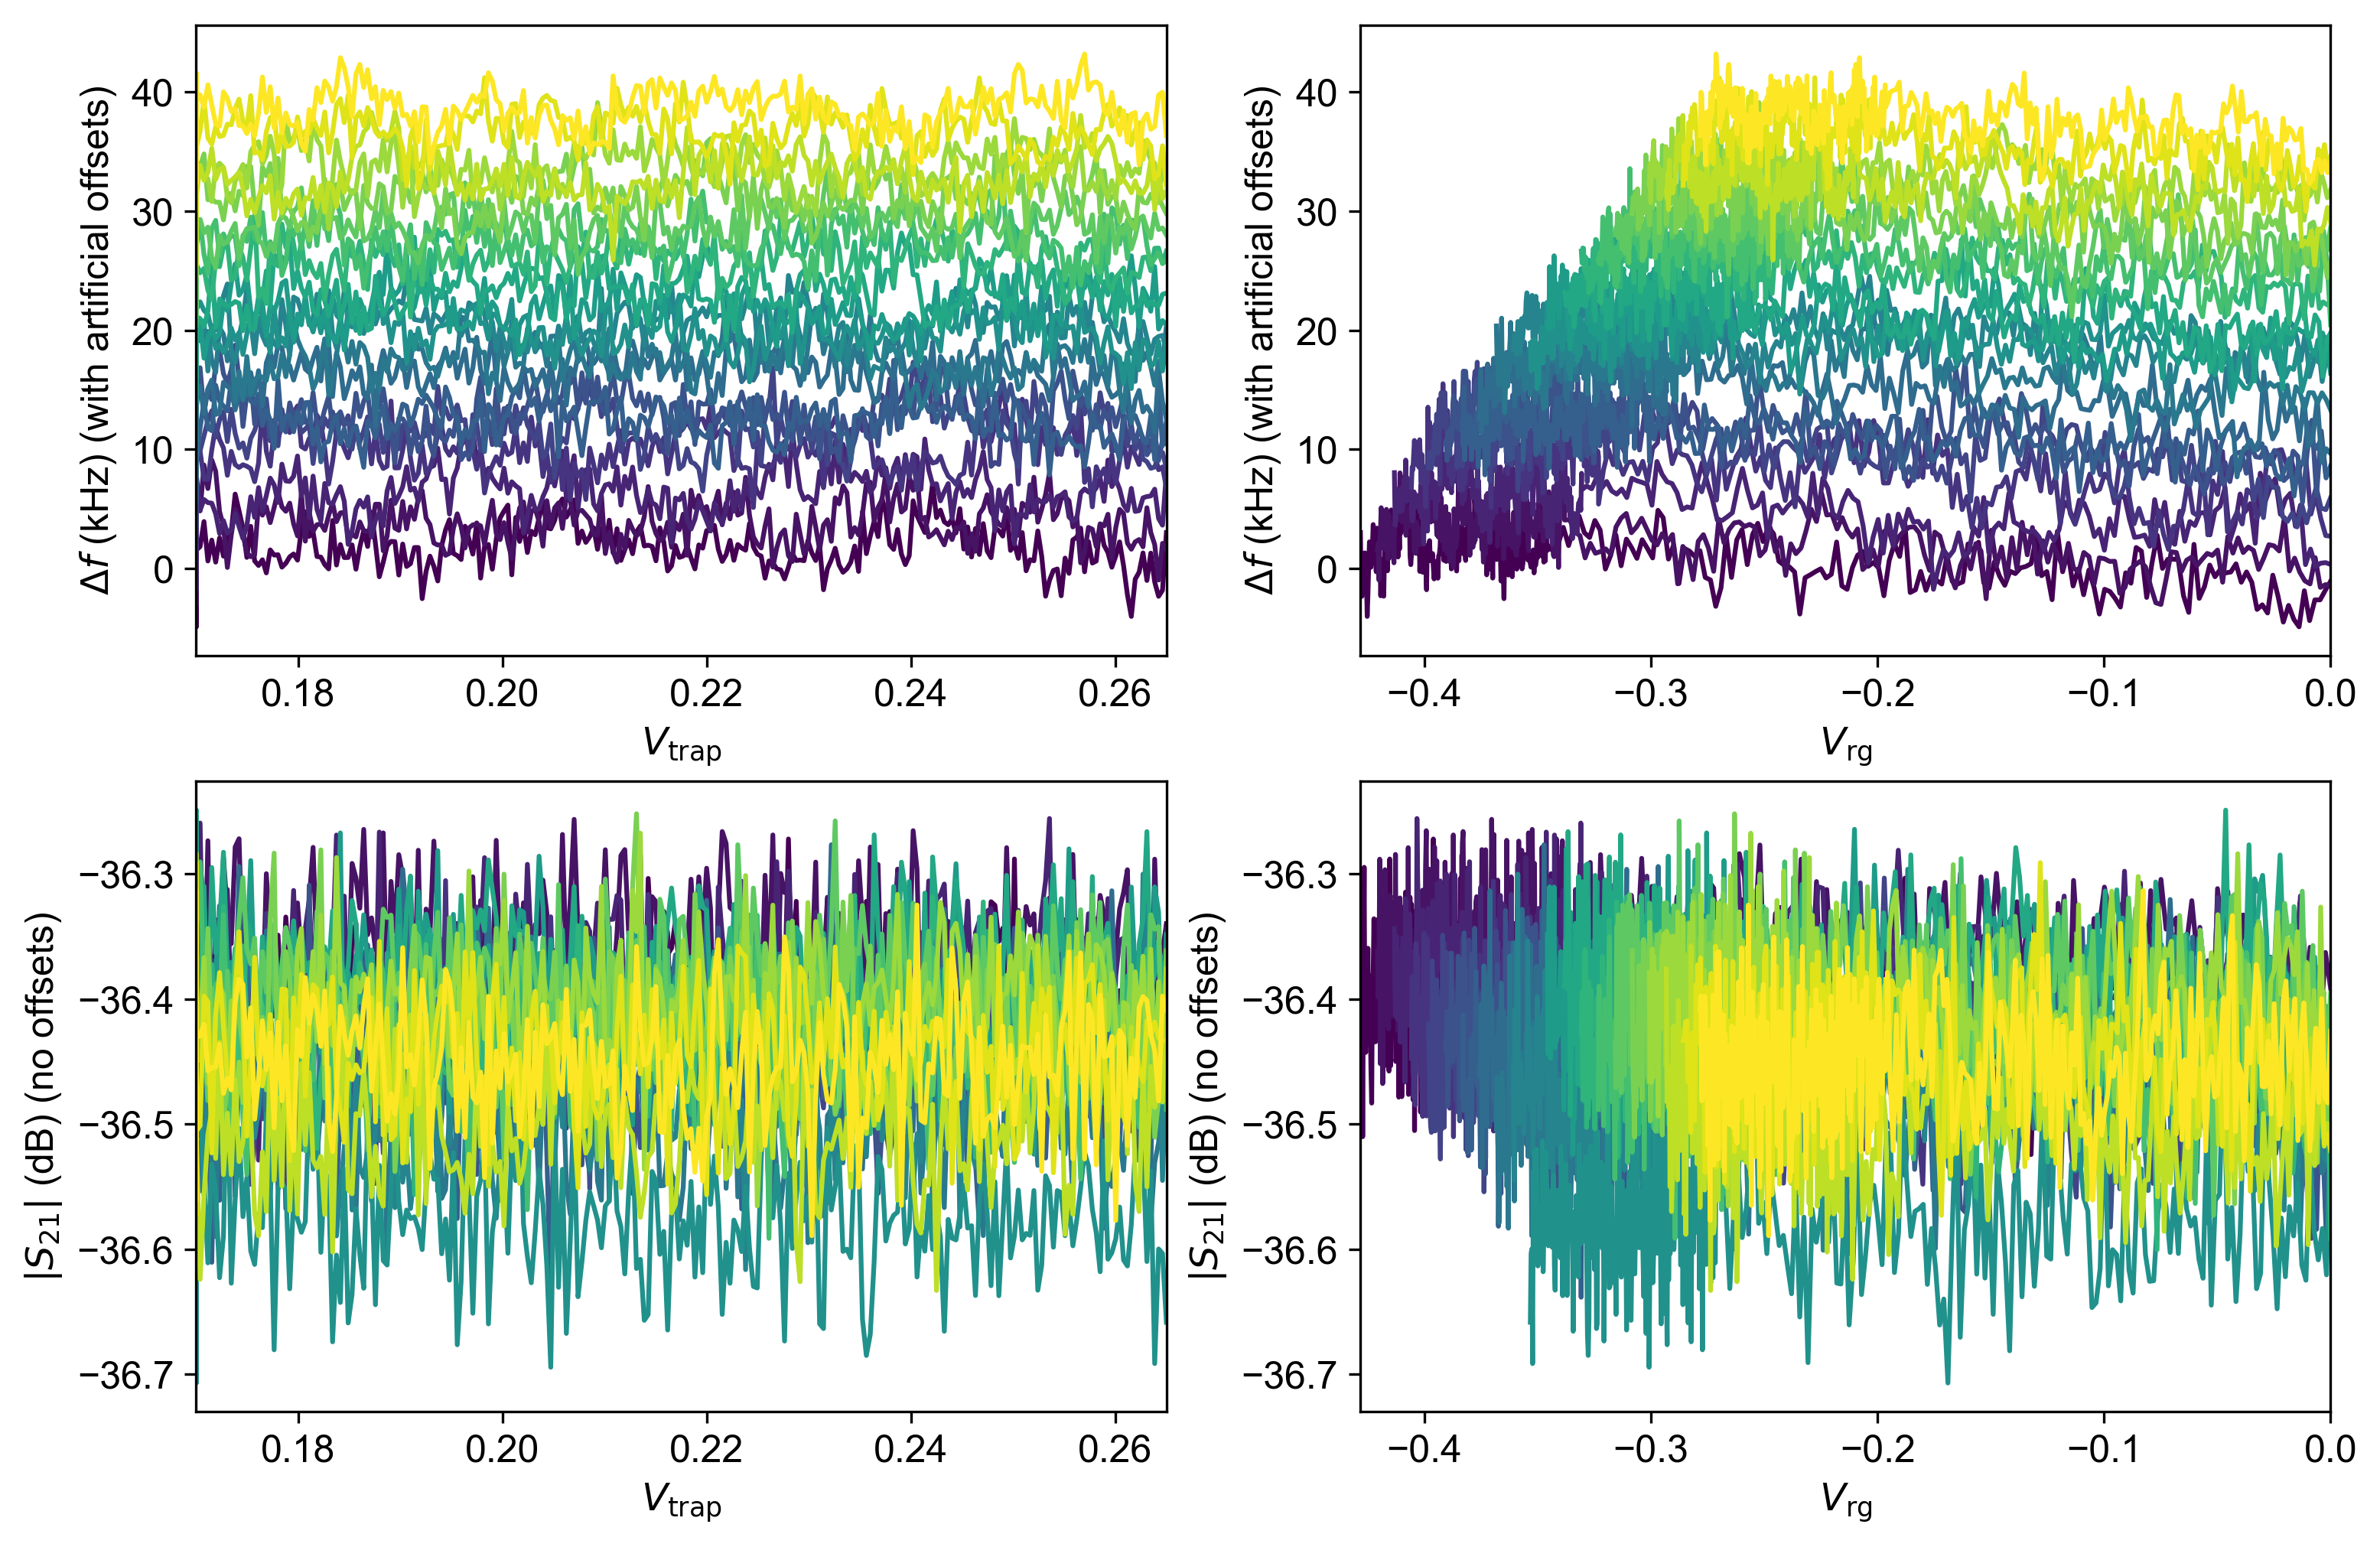 Δf (kHz) (with artificial offsets)
40
30
20
10
0
0.18 0.20 0.22 0.24 0.26
V_trap
Δf (kHz) (with artificial offsets)
40
30
20
10
0
−0.4 −0.3 −0.2 −0.1 0.0
V_rg
|S_21| (dB) (no offsets)
−36.3
−36.4
−36.5
−36.6
−36.7
0.18 0.20 0.22 0.24 0.26
V_trap
|S_21| (dB) (no offsets)
−36.3
−36.4
−36.5
−36.6
−36.7
−0.4 −0.3 −0.2 −0.1 0.0
V_rg